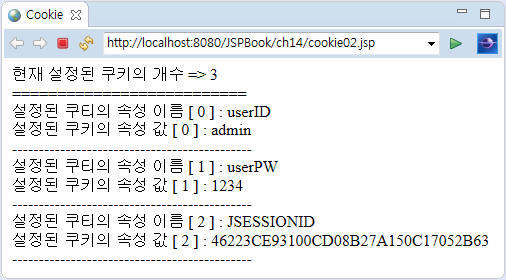 Cookie
http://localhost:8080/JSPBook/ch14/cookie02.jsp
현재 설정된 쿠키의 개수 => 3
==========================
설정된 쿠티의 속성 이름 [ 0 ] : userID
설정된 쿠키의 속성 값 [ 0 ] : admin
--------------------------------------------
설정된 쿠티의 속성 이름 [ 1 ] : userPW
설정된 쿠키의 속성 값 [ 1 ] : 1234
--------------------------------------------
설정된 쿠티의 속성 이름 [ 2 ] : JSESSIONID
설정된 쿠키의 속성 값 [ 2 ] : 46223CE93100CD08B27A150C17052B63
--------------------------------------------